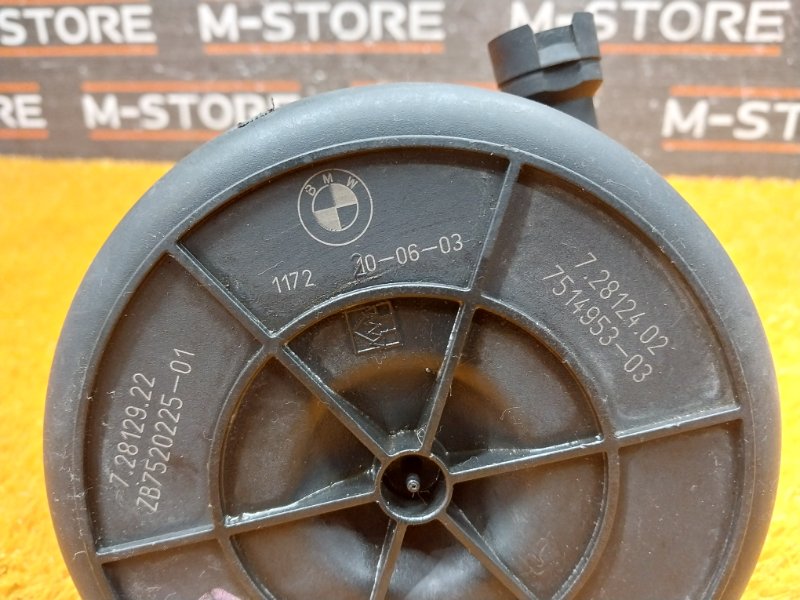 M-STORE
M-STORE
M-STORE
M-STORE
M-STORE
BMW
1172 10-06-03
7.28124.02
7514953-03
7.28129.22
ZB7520225-01